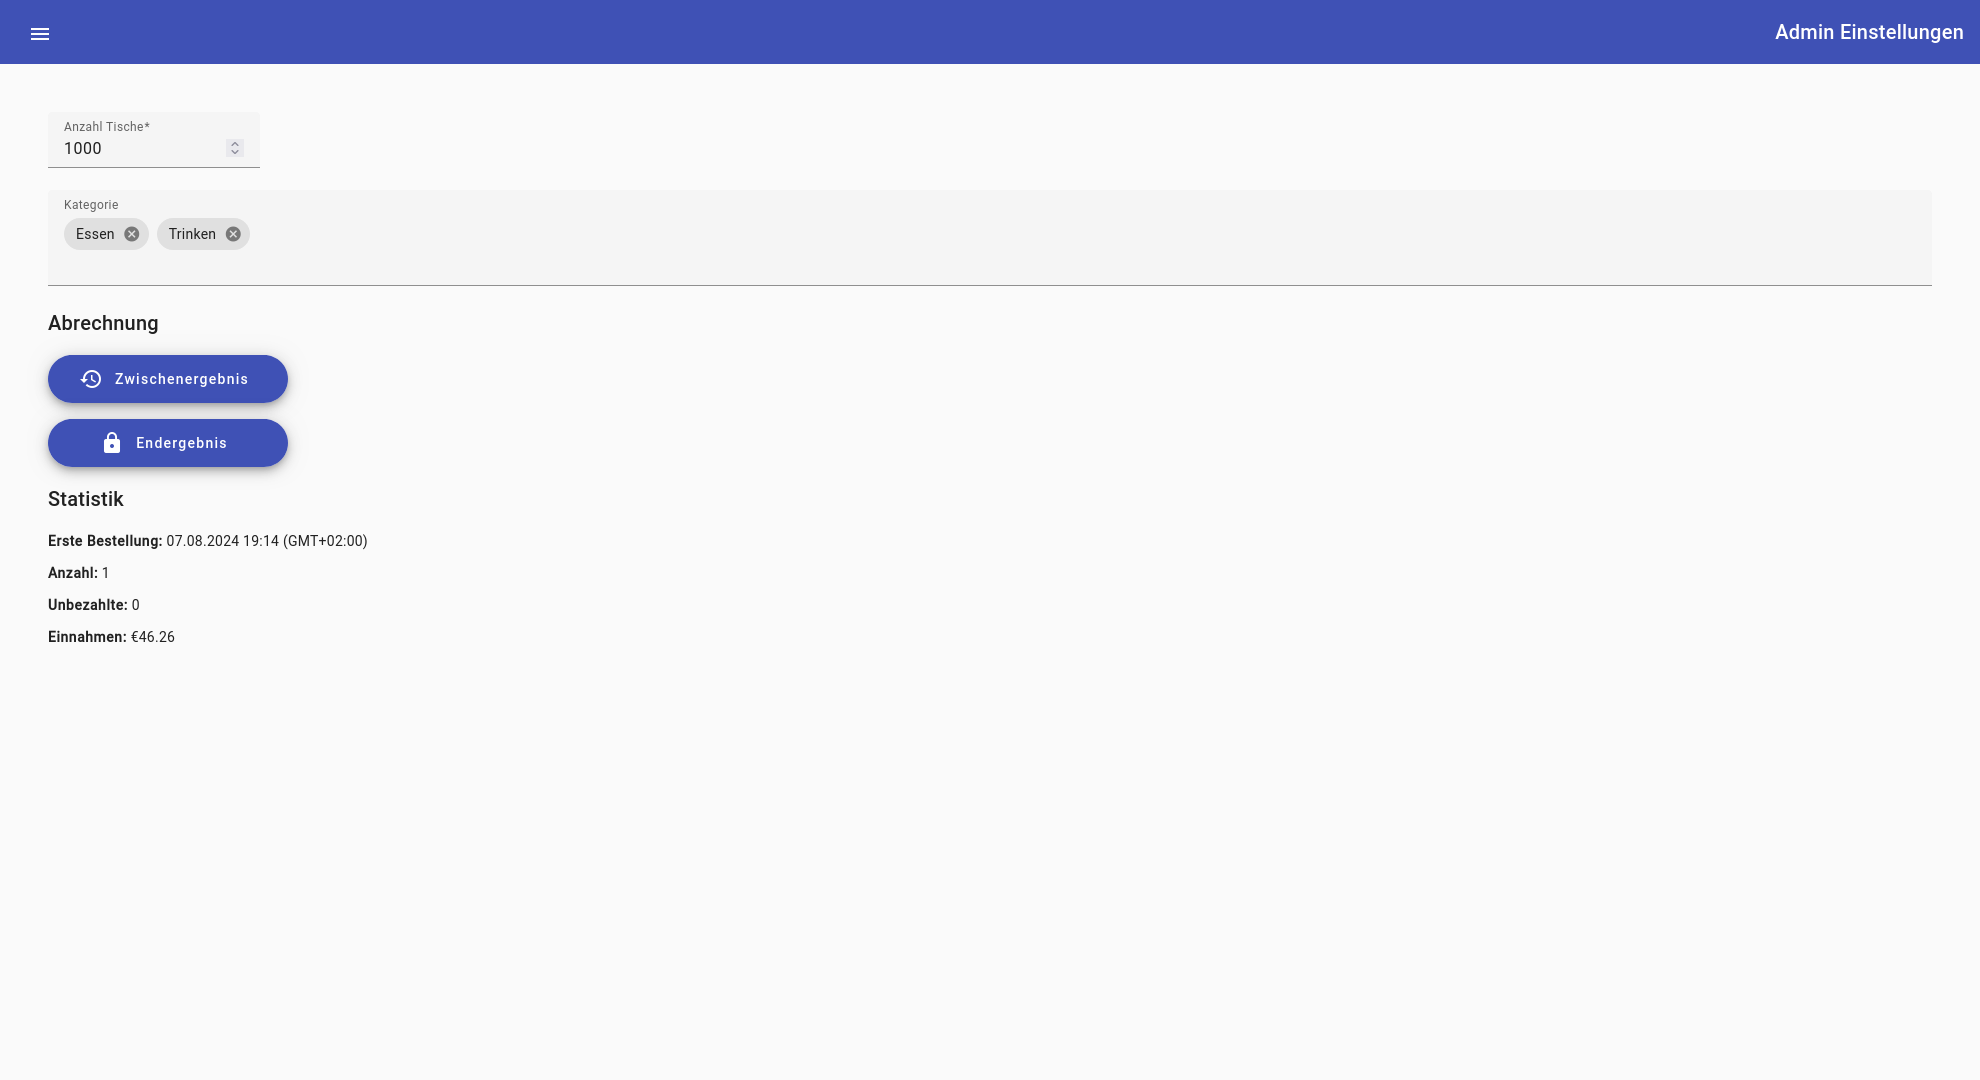 Admin Einstellungen
Anzahl Tische*
1000
Kategorie
Essen Trinken
Abrechnung
Zwischenergebnis
Endergebnis
Statistik
Erste Bestellung: 07.08.2024 19:14 (GMT+02:00)
Anzahl: 1
Unbezahlte: 0
Einnahmen: €46.26